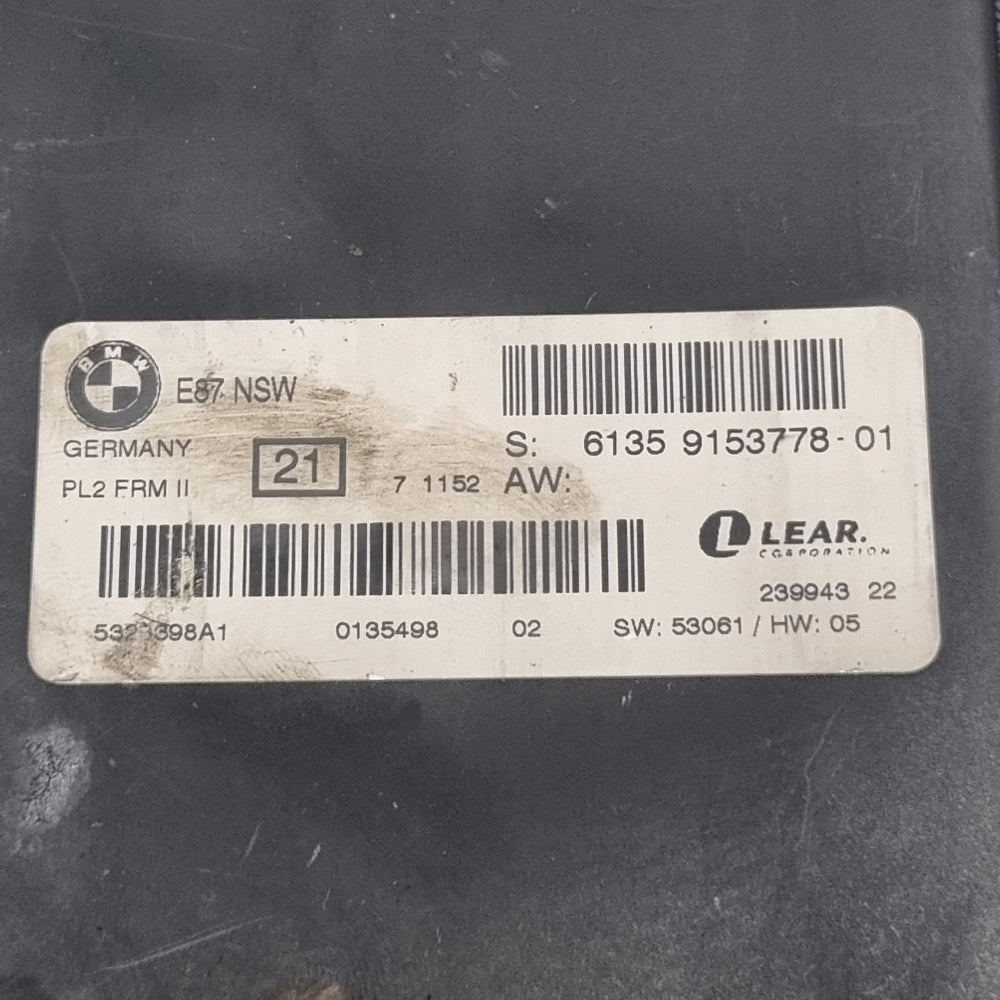 BMW
E87 NSW
GERMANY
21
PL2 FRM II
7 1152
S: 6135 9153778-01
AW:
LEAR.
CORPORATION
239943 22
0135498 02 SW: 53061 / HW: 05